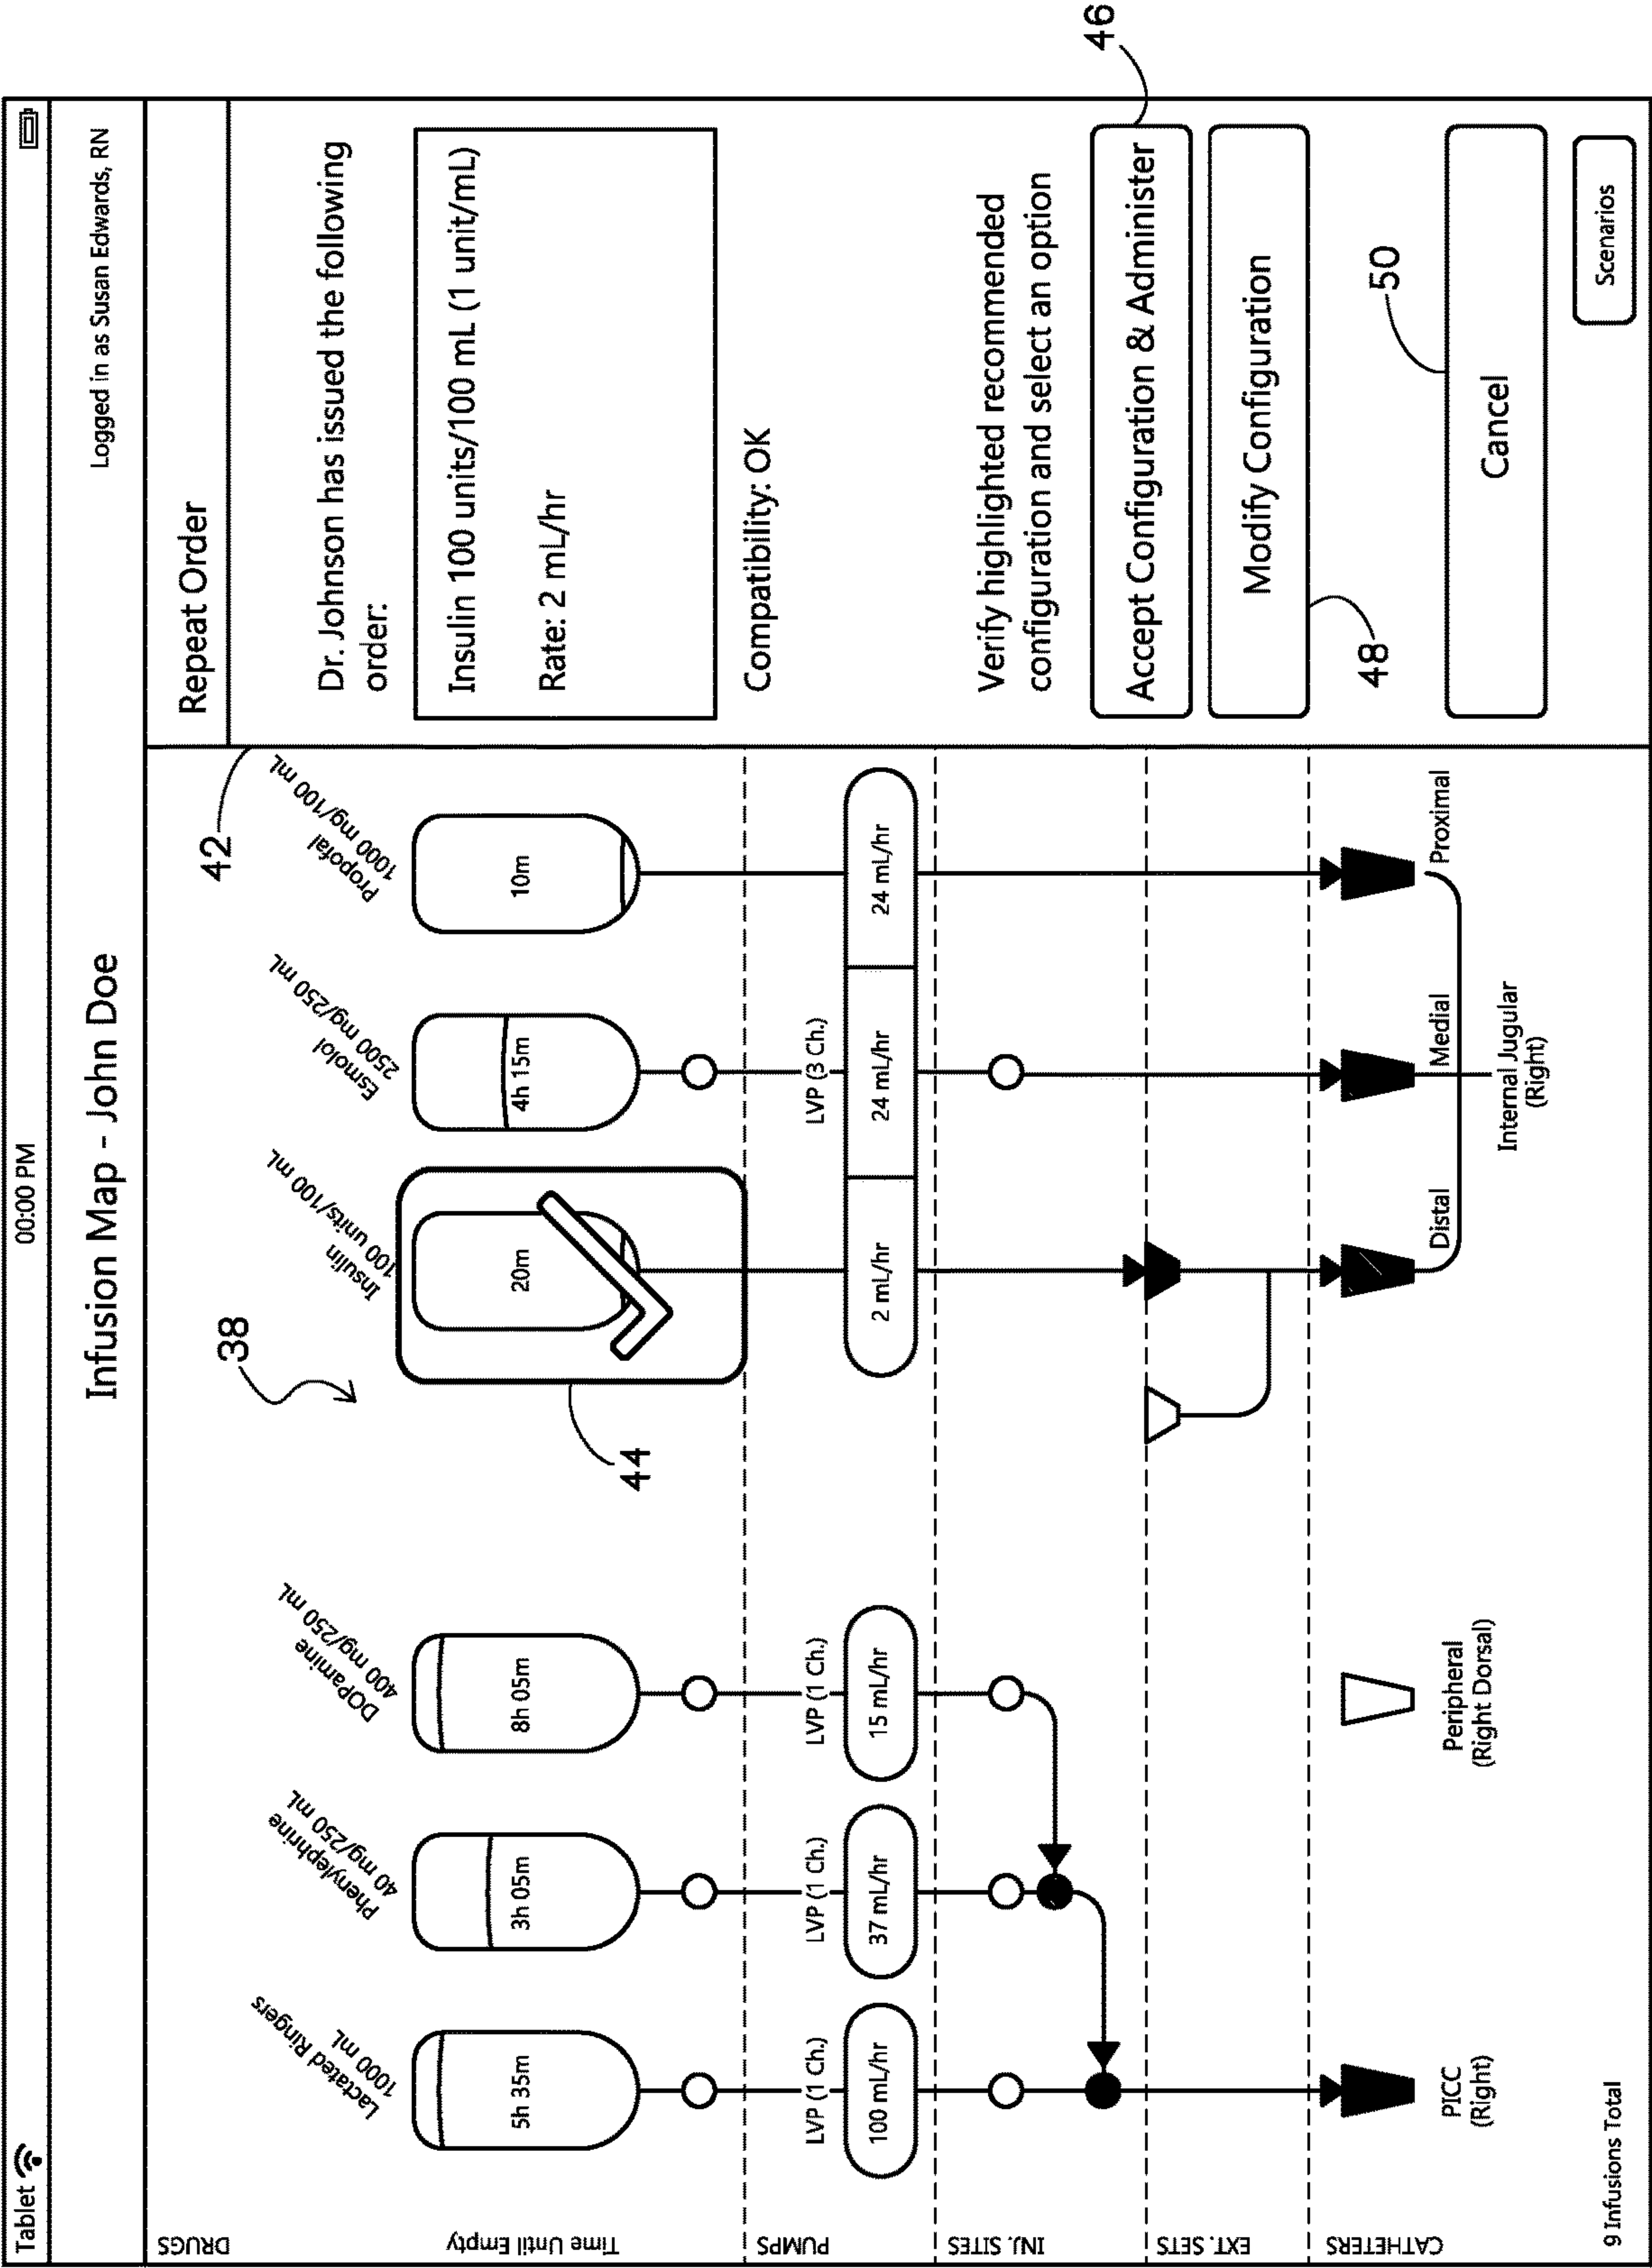 Tablet
00:00 PM
Infusion Map - John Doe
Logged in as Susan Edwards, RN
DRUGS
Time Until Empty
PUMPS
INJ. SITES
EXT. SETS
CATHETERS
Lactated Ringers
1000 mL
Phenylephrine
40 mg/250 mL
DOPamine
400 mg/250 mL
Insulin
100 units/100 mL
Esmolol
2500 mg/250 mL
Propofal
1000 mg/100 mL
38
42
5h 35m
3h 05m
8h 05m
20m
4h 15m
10m
44
LVP (1 Ch.)
LVP (1 Ch.)
LVP (1 Ch.)
LVP (3 Ch.)
100 mL/hr
37 mL/hr
15 mL/hr
2 mL/hr
24 mL/hr
24 mL/hr
Distal
Medial
Proximal
PICC
(Right)
Peripheral
(Right Dorsal)
Internal Jugular
(Right)
9 Infusions Total
Repeat Order
Dr. Johnson has issued the following
order:
Insulin 100 units/100 mL (1 unit/mL)
Rate: 2 mL/hr
Compatibility: OK
Verify highlighted recommended
configuration and select an option
Accept Configuration & Administer
46
Modify Configuration
48
50
Cancel
Scenarios